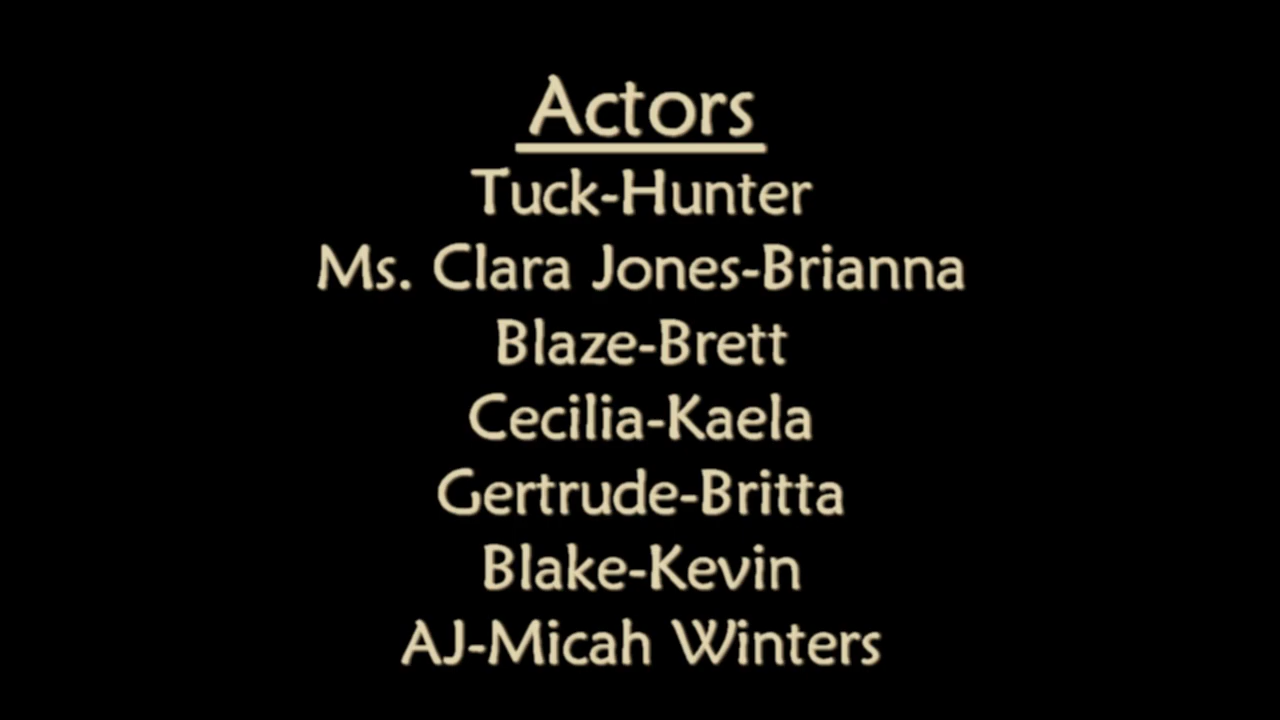 Actors
Tuck-Hunter
Ms. Clara Jones-Brianna
Blaze-Brett
Cecilia-Kaela
Gertrude-Britta
Blake-Kevin
AJ-Micah Winters